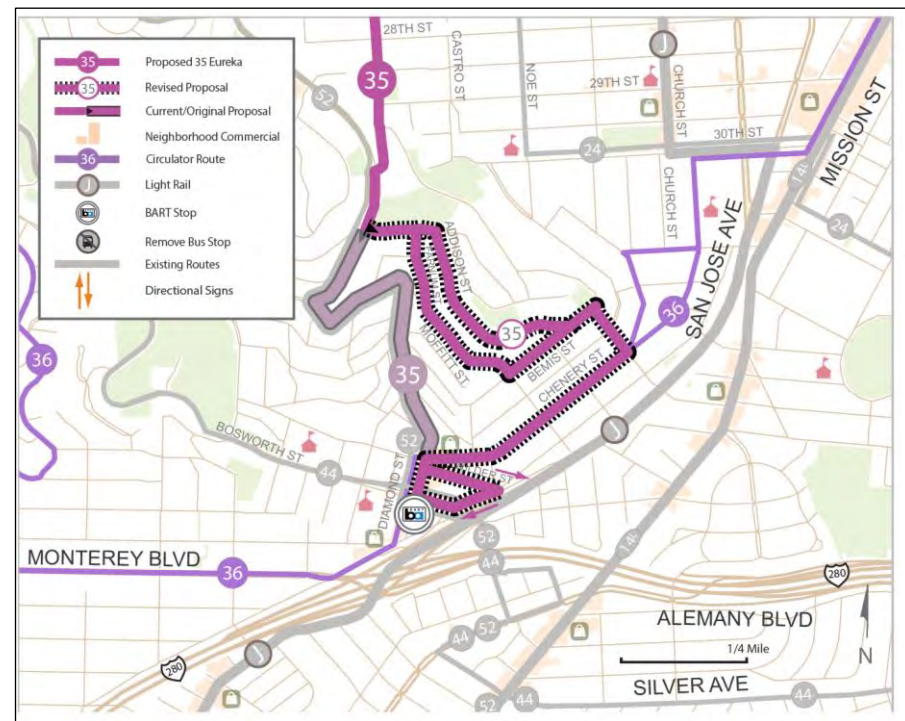 35 Proposed 35 Eureka
35 Revised Proposal
Current/Original Proposal
Neighborhood Commercial
36 Circulator Route
J Light Rail
ba BART Stop
Remove Bus Stop
Existing Routes
Directional Signs
28TH ST
CASTRO ST
NOE ST
J
29TH ST
CHURCH ST
30TH ST
24
52
35
MISSION ST
14L
24
CHURCH ST
ADDISON ST
SAN JOSE AVE
36
35
MOFFITT ST
BEMIS ST
CHENERY ST
35
36
J
BOSWORTH ST
44
52
DIAMOND ST
ba
52
44
14L
MONTEREY BLVD
36
280
52
44
ALEMANY BLVD
1/4 Mile
N
J
280
44
52
SILVER AVE
44